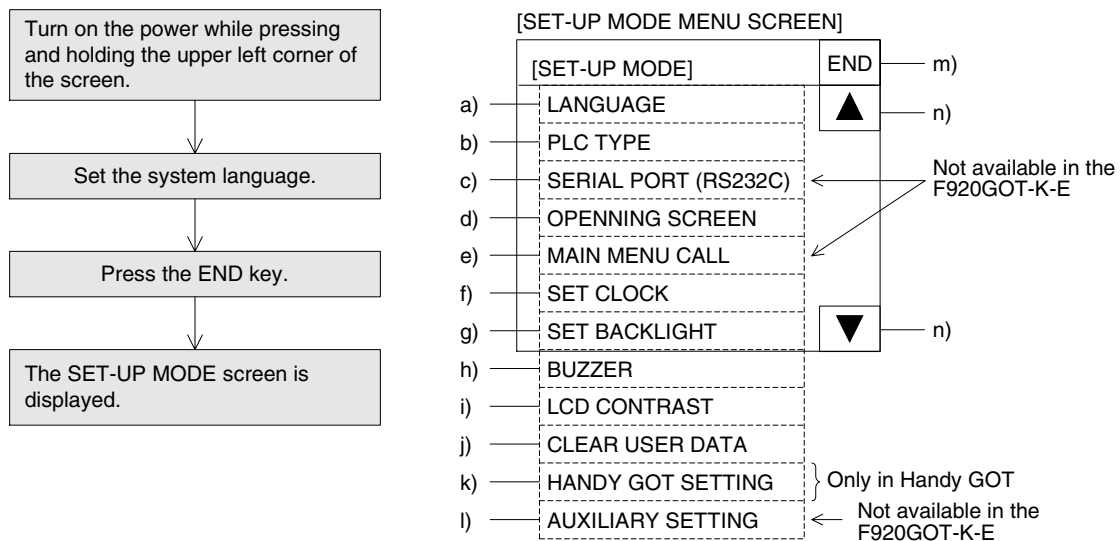 Turn on the power while pressing
and holding the upper left corner of
the screen.
Set the system language.
Press the END key.
The SET-UP MODE screen is
displayed.
[SET-UP MODE MENU SCREEN]
[SET-UP MODE]
END
m)
a)
LANGUAGE
n)
b)
PLC TYPE
c)
SERIAL PORT (RS232C)
Not available in the
F920GOT-K-E
d)
OPENNING SCREEN
e)
MAIN MENU CALL
f)
SET CLOCK
g)
SET BACKLIGHT
n)
h)
BUZZER
i)
LCD CONTRAST
j)
CLEAR USER DATA
k)
HANDY GOT SETTING
Only in Handy GOT
l)
AUXILIARY SETTING
Not available in the
F920GOT-K-E